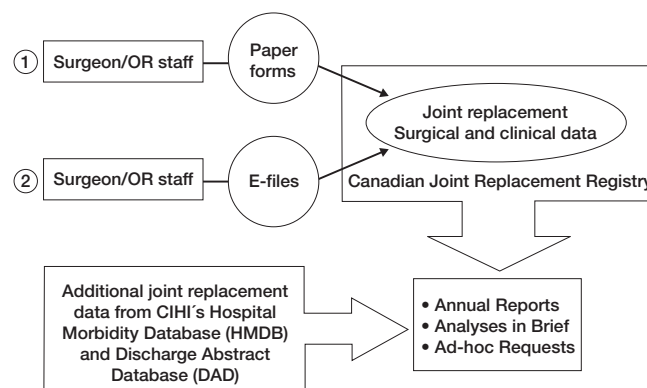 1
Surgeon/OR staff
Paper
forms
Joint replacement
Surgical and clinical data
2
Surgeon/OR staff
E-files
Canadian Joint Replacement Registry
Additional joint replacement
data from CIHI´s Hospital
Morbidity Database (HMDB)
and Discharge Abstract
Database (DAD)
• Annual Reports
• Analyses in Brief
• Ad-hoc Requests